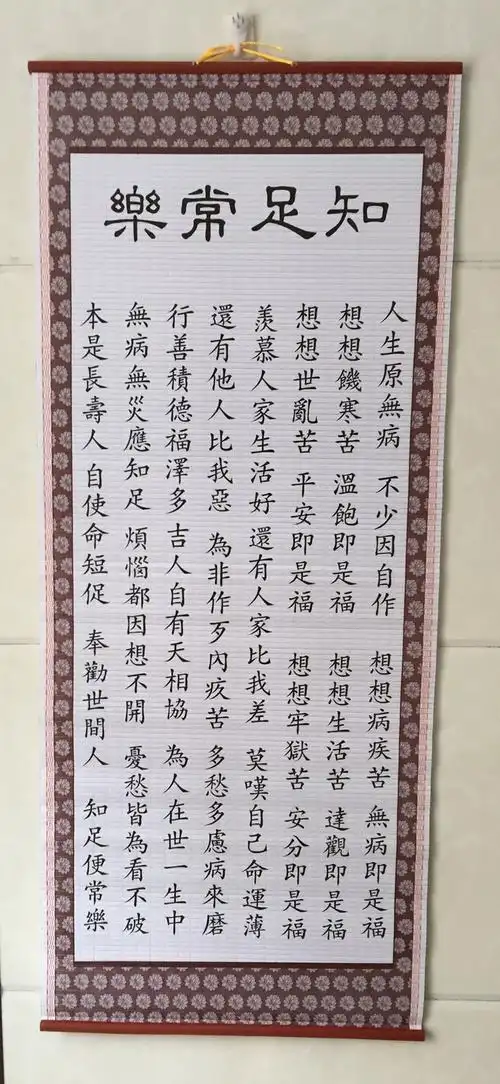 知足常樂
人生原無病 不少因自作 想想病疾苦 無病即是福
想想饑寒苦 溫飽即是福 想想生活苦 達觀即是福
想想世亂苦 平安即是福 想想牢獄苦 安分即是福
羨慕人家生活好 還有人家比我差 莫嘆自己命運薄
還有他人比我惡 為非作歹內疚苦 多愁多慮病來磨
行善積德福澤多 吉人自有天相協 為人在世一生中
無病無災應知足 煩惱都因想不開 憂愁皆為看不破
本是長壽人 自使命短促 奉勸世間人 知足便常樂